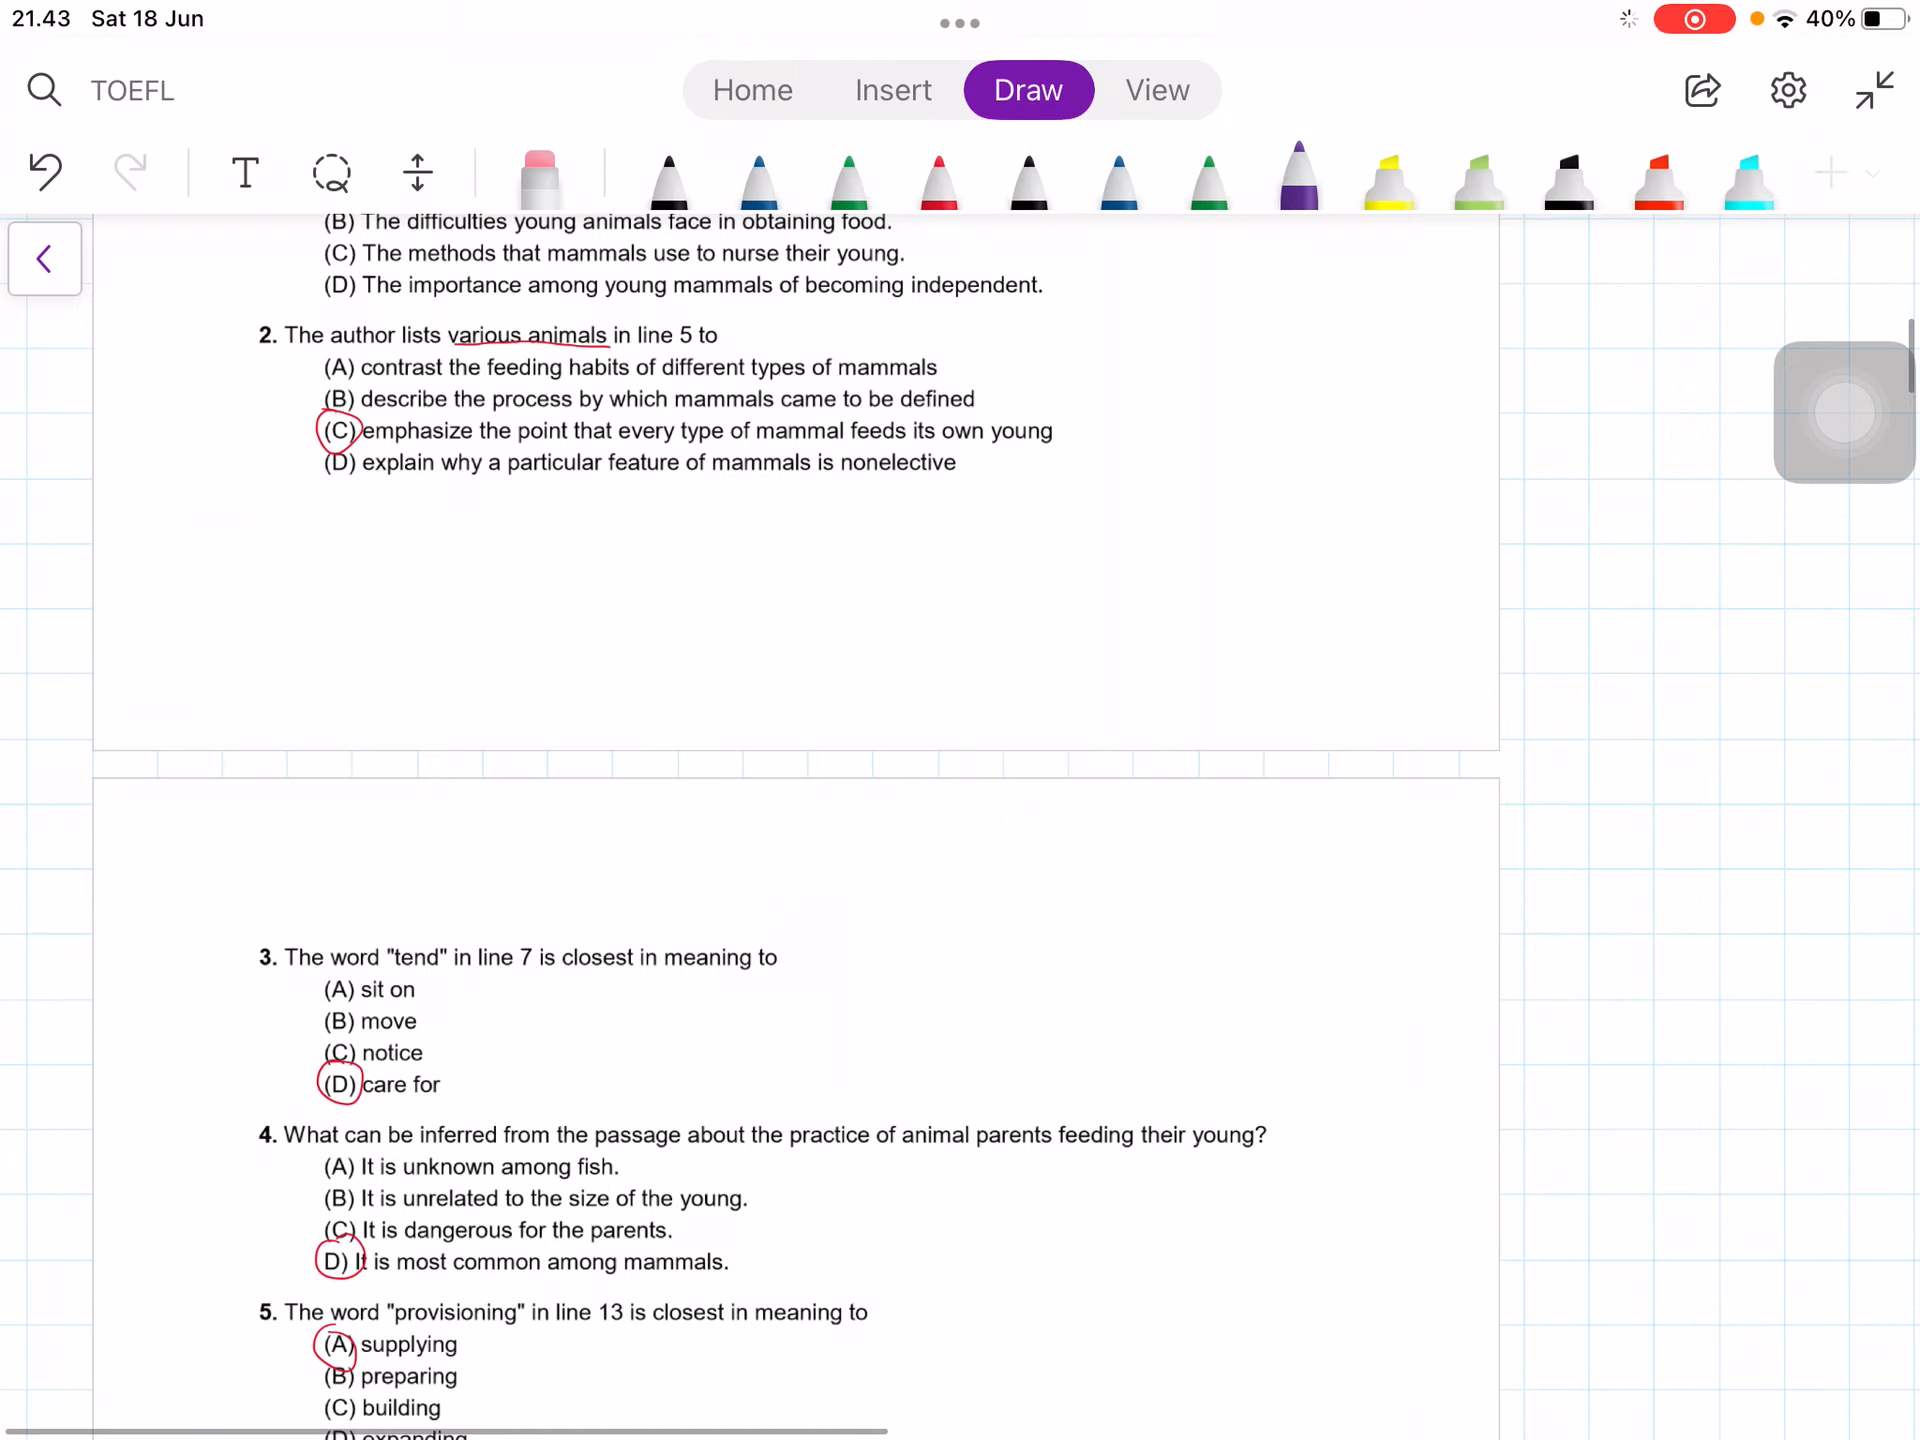 21.43 Sat 18 Jun
40%
TOEFL
Home Insert Draw View
T
(B) The difficulties young animals face in obtaining food.
(C) The methods that mammals use to nurse their young.
(D) The importance among young mammals of becoming independent.
2. The author lists various animals in line 5 to
(A) contrast the feeding habits of different types of mammals
(B) describe the process by which mammals came to be defined
(C) emphasize the point that every type of mammal feeds its own young
(D) explain why a particular feature of mammals is nonelective
3. The word "tend" in line 7 is closest in meaning to
(A) sit on
(B) move
(C) notice
(D) care for
4. What can be inferred from the passage about the practice of animal parents feeding their young?
(A) It is unknown among fish.
(B) It is unrelated to the size of the young.
(C) It is dangerous for the parents.
D) It is most common among mammals.
5. The word "provisioning" in line 13 is closest in meaning to
(A) supplying
(B) preparing
(C) building
(D) expanding